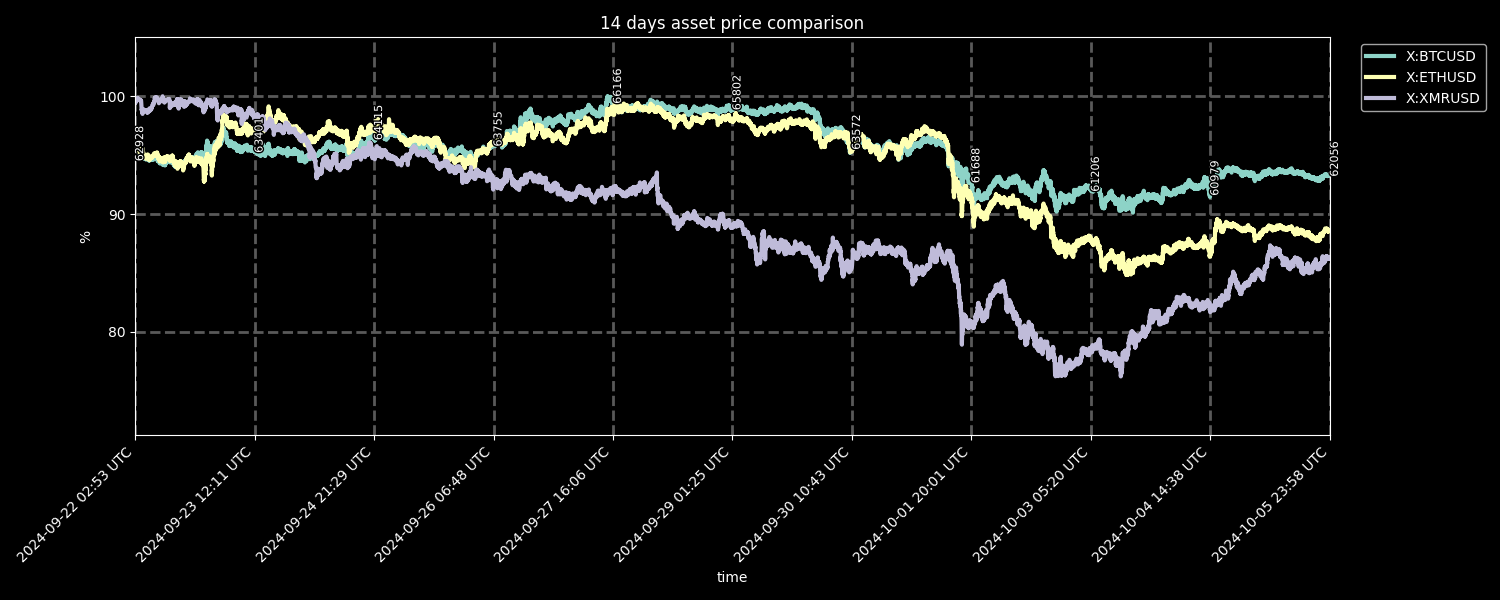 14 days asset price comparison
X:BTCUSD
X:ETHUSD
X:XMRUSD
100
90
80
%
62928
63401
66166
65802
63755
63572
61688
61206
60979
62056
2024-09-22 02:53 UTC
2024-09-23 12:11 UTC
2024-09-24 21:29 UTC
2024-09-26 06:48 UTC
2024-09-27 16:06 UTC
2024-09-29 01:25 UTC
2024-09-30 10:43 UTC
2024-10-01 20:01 UTC
2024-10-03 05:20 UTC
2024-10-04 14:38 UTC
2024-10-05 23:58 UTC
time